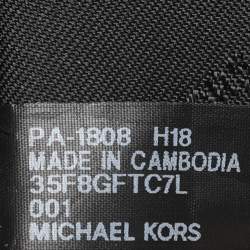 PA-1808 H18
MADE IN CAMBODIA
35F8GFTC7L
001
MICHAEL KORS